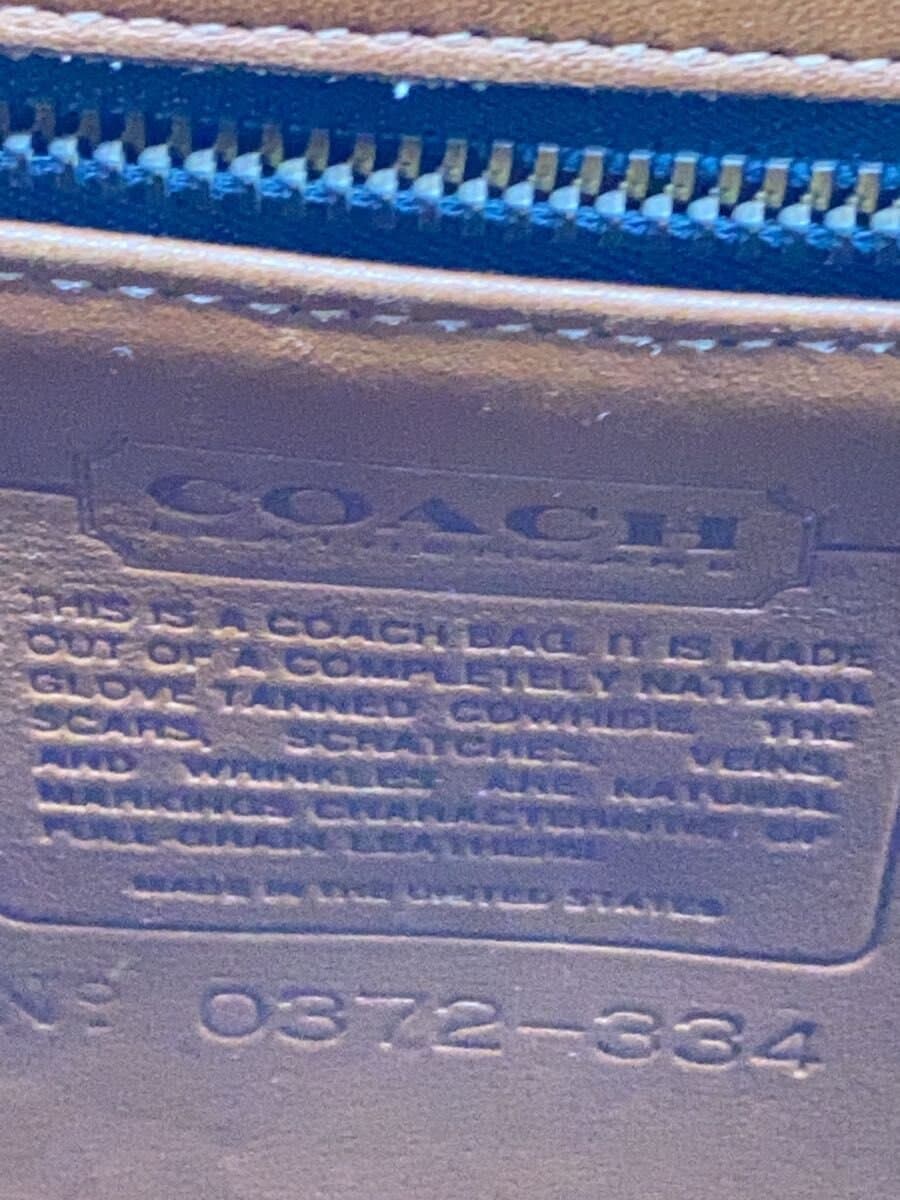 COACH
THIS IS A COACH BAG. IT IS MADE
OUT OF A COMPLETELY NATURAL
GLOVE TANNED COWHIDE. THE
SCARS, SCRATCHES, VEINS,
AND WRINKLES ARE NATURAL
MARKINGS CHARACTERISTIC OF
FULL GRAIN LEATHERS.
MADE IN THE UNITED STATES
Nº 0372-334